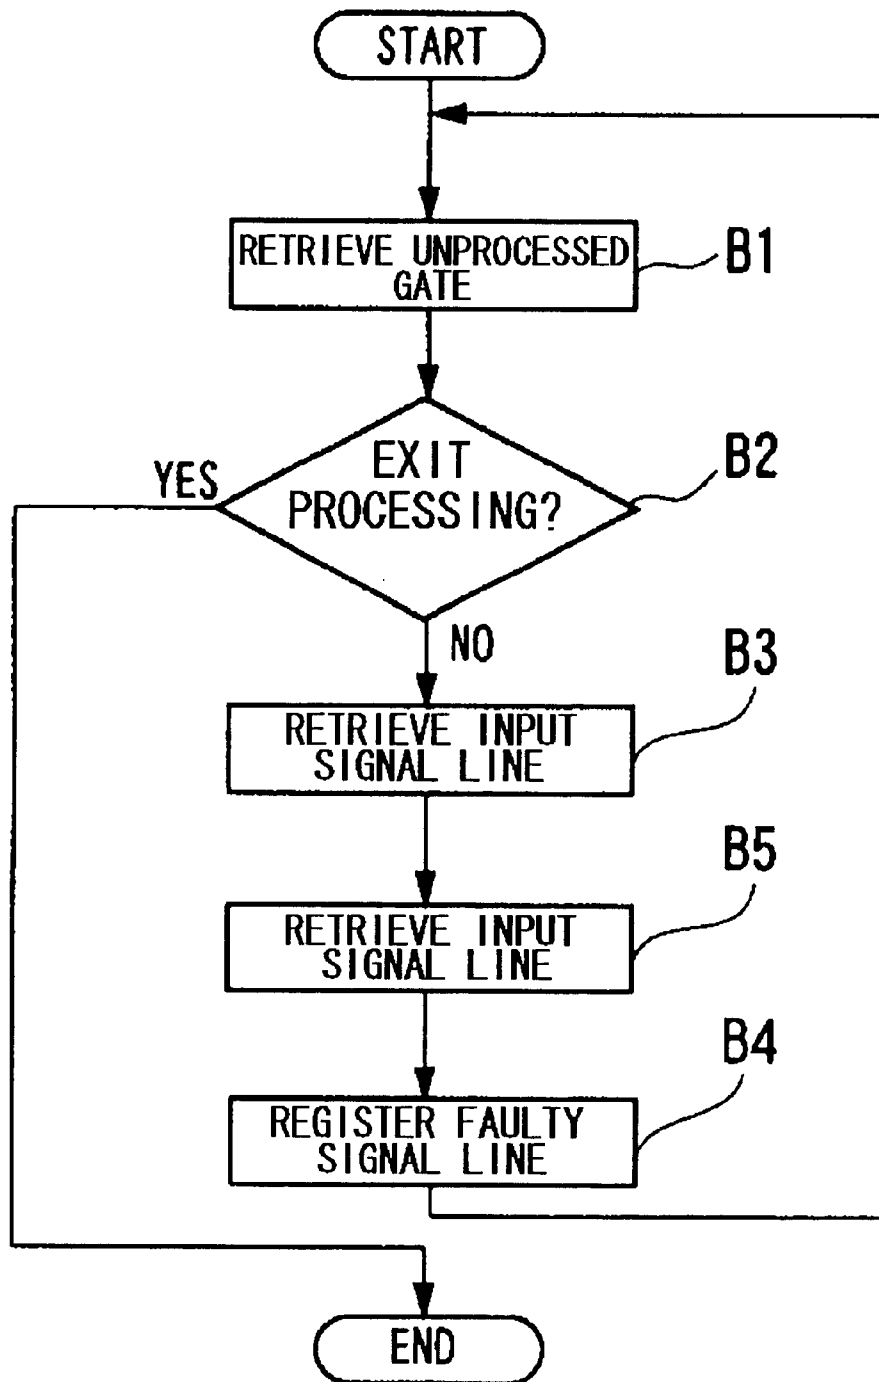 START
RETRIEVE UNPROCESSED
GATE
B1
EXIT
PROCESSING?
B2
YES
NO
B3
RETRIEVE INPUT
SIGNAL LINE
B5
RETRIEVE INPUT
SIGNAL LINE
B4
REGISTER FAULTY
SIGNAL LINE
END